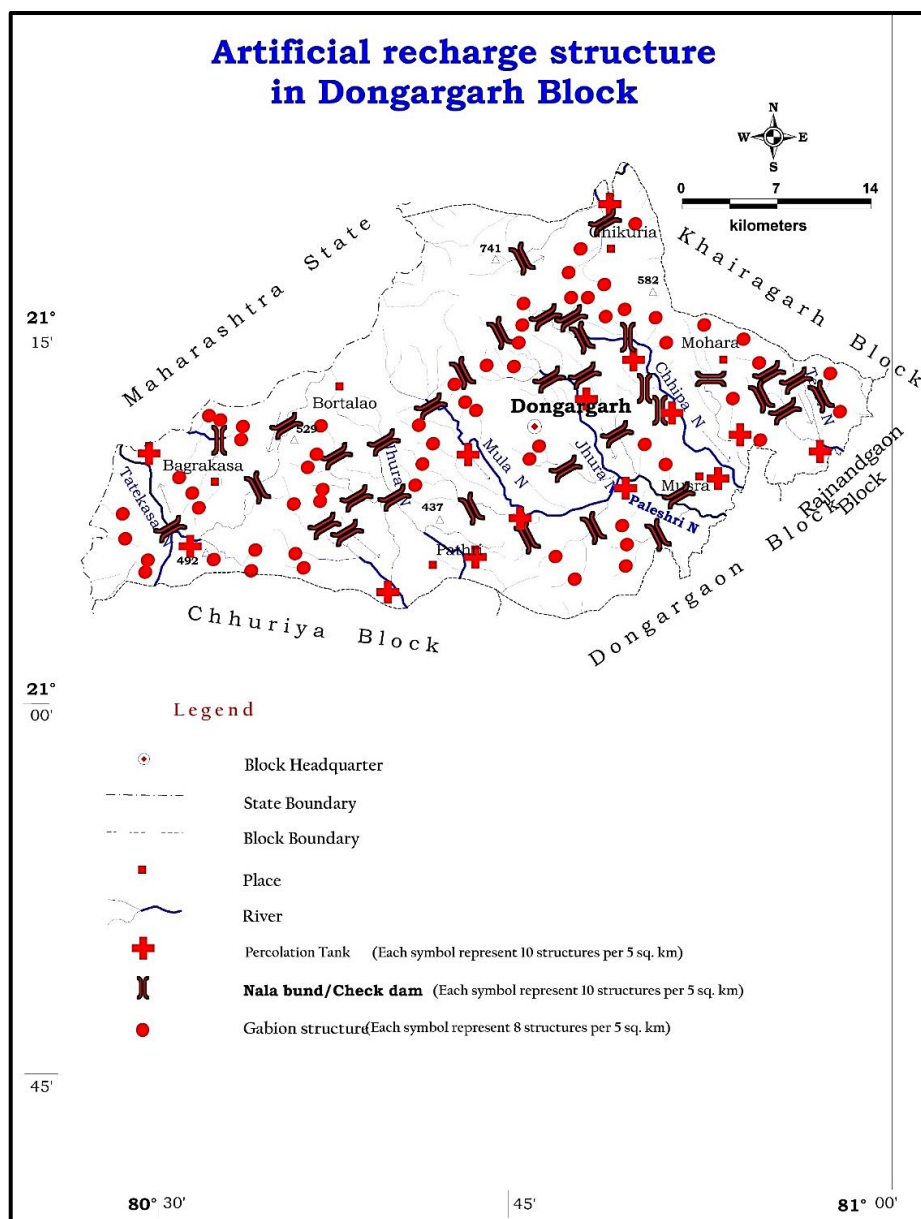 Artificial recharge structure
in Dongargarh Block
N
W E
S
0 7 14
kilometers
Maharashtra State
Khairagarh Block
741
Chikuria
582
21°
15'
Mohara
Bortalao
Dongargarh
Chhipa N
529
Bagrakasa
Tatekasa
Jhura N
Mula N
Jhura N
Musra
Paleshri N
Rajnandgaon
Block
437
Pathri
492
Chhuriya Block
Dongargaon Block
21°
00'
Legend
Block Headquarter
State Boundary
Block Boundary
Place
River
Percolation Tank (Each symbol represent 10 structures per 5 sq. km)
Nala bund/Check dam (Each symbol represent 10 structures per 5 sq. km)
Gabion structure (Each symbol represent 8 structures per 5 sq. km)
45'
80° 30' 45' 81° 00'